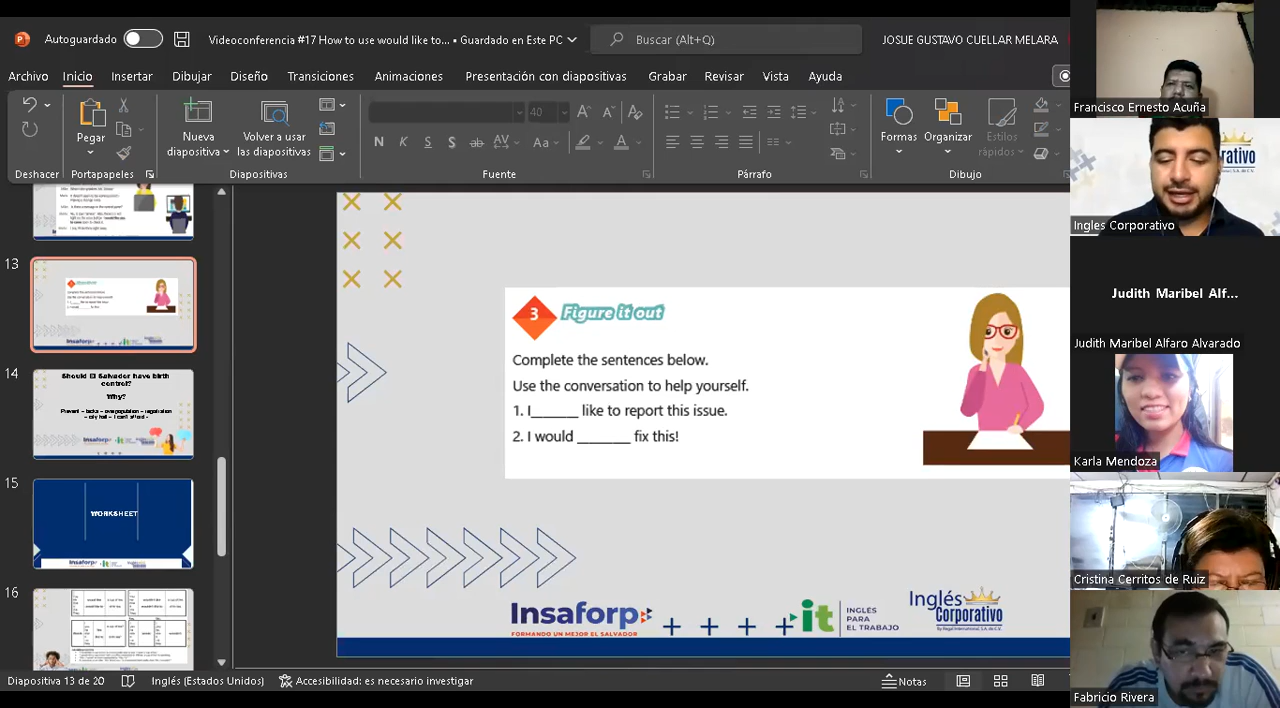 Autoguardado
Videoconferencia #17 How to use would like to... • Guardado en Este PC
Buscar (Alt+Q)
JOSUE GUSTAVO CUELLAR MELARA
Archivo Inicio Insertar Dibujar Diseño Transiciones Animaciones Presentación con diapositivas Grabar Revisar Vista Ayuda
Pegar
Nueva diapositiva
Volver a usar las diapositivas
40
N K S S ab AV Aa A
Formas Organizar Estilos rápidos
Deshacer Portapapeles Diapositivas Fuente Párrafo Dibujo
13
14
Should El Salvador have birth control?
Why?
15
WORKSHEET
16
3 Figure it out
Complete the sentences below.
Use the conversation to help yourself.
1. I_______ like to report this issue.
2. I would ________ fix this!
Insaforp
FORMANDO UN MEJOR EL SALVADOR
it
INGLÉS
PARA
EL TRABAJO
Inglés
CORPORATIVO
Diapositiva 13 de 20
Inglés (Estados Unidos)
Accesibilidad: es necesario investigar
Notas
Francisco Ernesto Acuña
Ingles Corporativo
Judith Maribel Alf...
Judith Maribel Alfaro Alvarado
Karla Mendoza
Cristina Cerritos de Ruiz
Fabricio Rivera